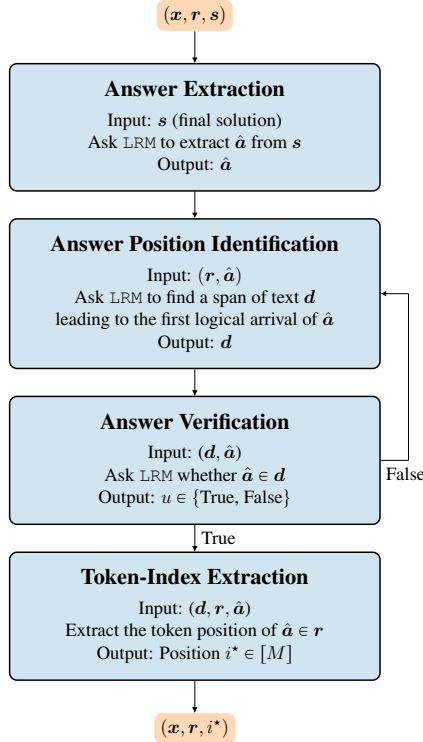 (x, r, s)
Answer Extraction
Input: s (final solution)
Ask LRM to extract â from s
Output: â
Answer Position Identification
Input: (r, â)
Ask LRM to find a span of text d
leading to the first logical arrival of â
Output: d
Answer Verification
Input: (d, â)
Ask LRM whether â ∈ d
Output: u ∈ {True, False}
False
True
Token-Index Extraction
Input: (d, r, â)
Extract the token position of â ∈ r
Output: Position i⋆ ∈ [M]
(x, r, i⋆)